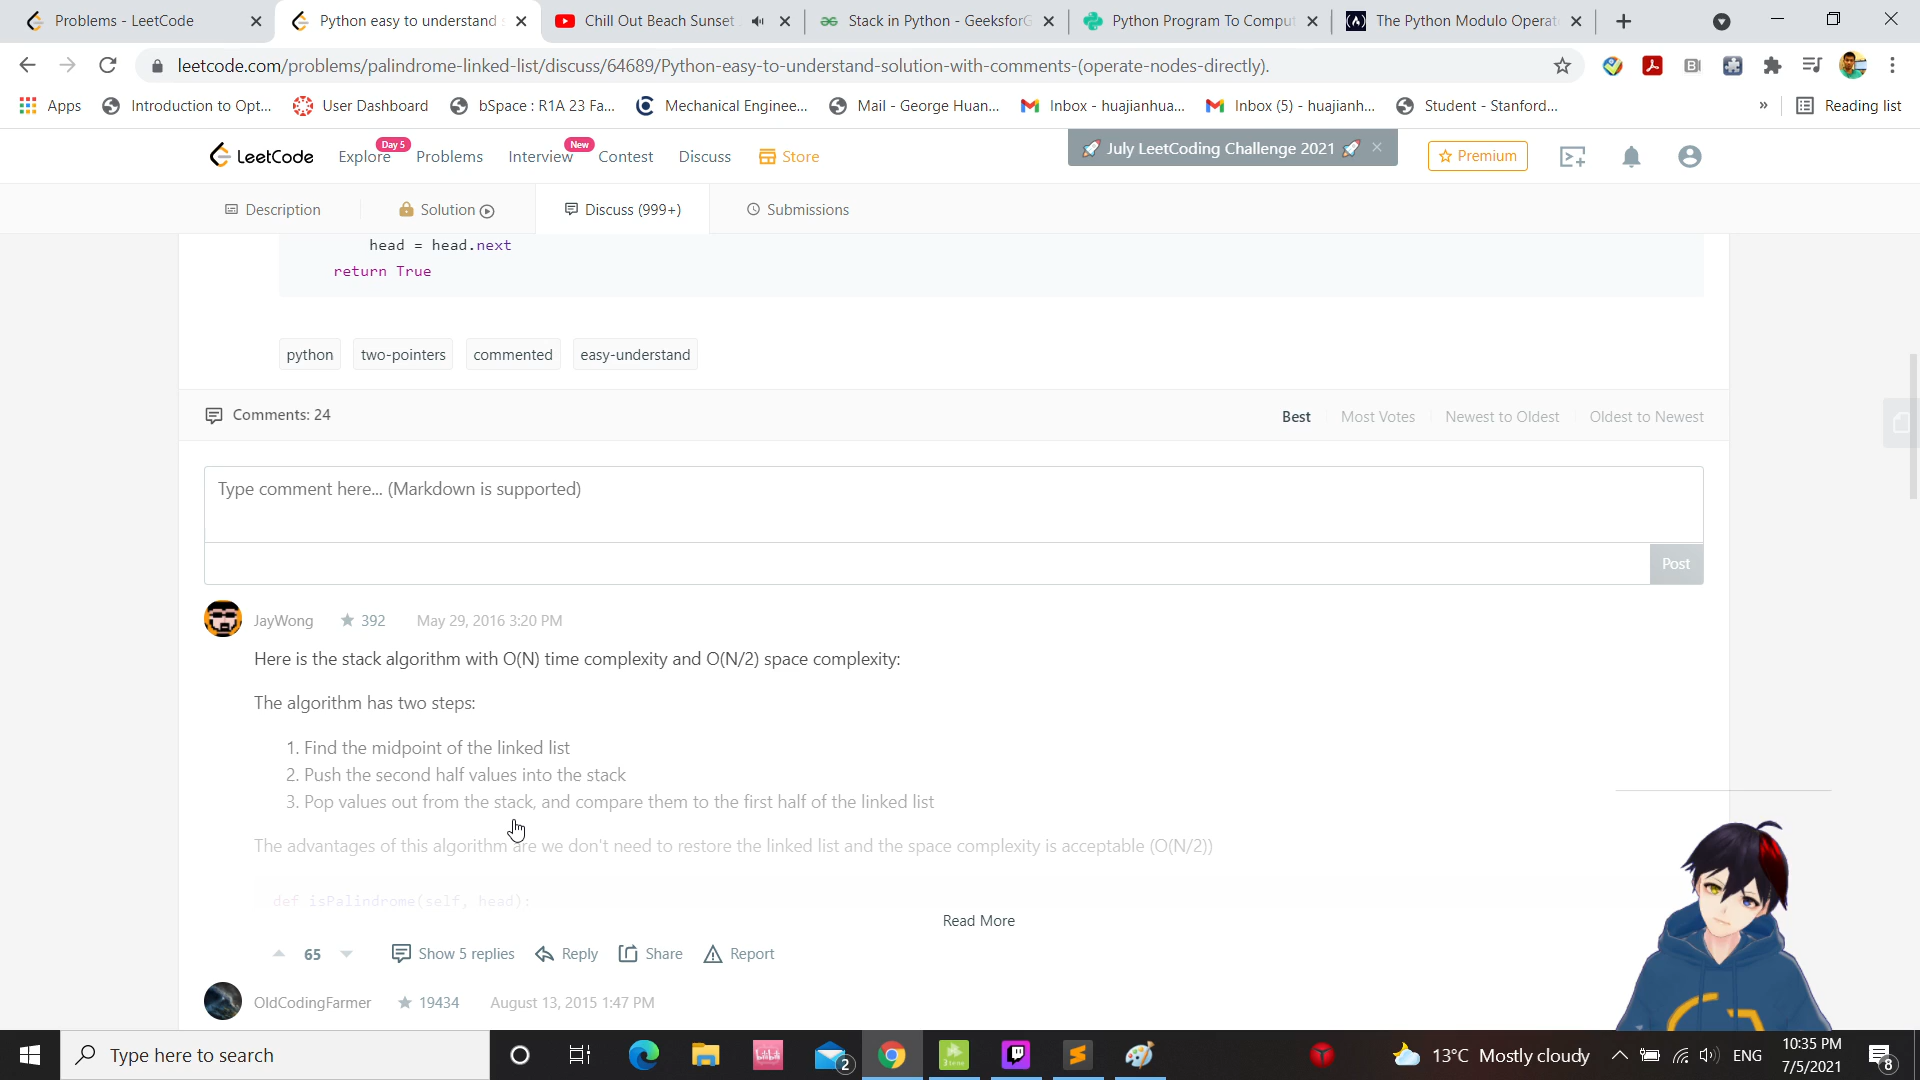 Problems - LeetCode
Python easy to understand s
Chill Out Beach Sunset
Stack in Python - GeeksforG
Python Program To Comput
The Python Modulo Operat
leetcode.com/problems/palindrome-linked-list/discuss/64689/Python-easy-to-understand-solution-with-comments-(operate-nodes-directly).
Apps
Introduction to Opt...
User Dashboard
bSpace : R1A 23 Fa...
Mechanical Enginee...
Mail - George Huan...
Inbox - huajianhua...
Inbox (5) - huajianh...
Student - Stanford...
»
Reading list
LeetCode
Explore
Day 5
Problems
Interview
New
Contest
Discuss
Store
July LeetCoding Challenge 2021
Premium
Description
Solution
Discuss (999+)
Submissions
head = head.next
return True
python
two-pointers
commented
easy-understand
Comments: 24
Best
Most Votes
Newest to Oldest
Oldest to Newest
Type comment here... (Markdown is supported)
Post
JayWong
392
May 29, 2016 3:20 PM
Here is the stack algorithm with O(N) time complexity and O(N/2) space complexity:
The algorithm has two steps:
1. Find the midpoint of the linked list
2. Push the second half values into the stack
3. Pop values out from the stack, and compare them to the first half of the linked list
The advantages of this algorithm are we don't need to restore the linked list and the space complexity is acceptable (O(N/2))
def isPalindrome(self, head):
Read More
65
Show 5 replies
Reply
Share
Report
OldCodingFarmer
19434
August 13, 2015 1:47 PM
Type here to search
2
13°C Mostly cloudy
ENG
10:35 PM
7/5/2021
8